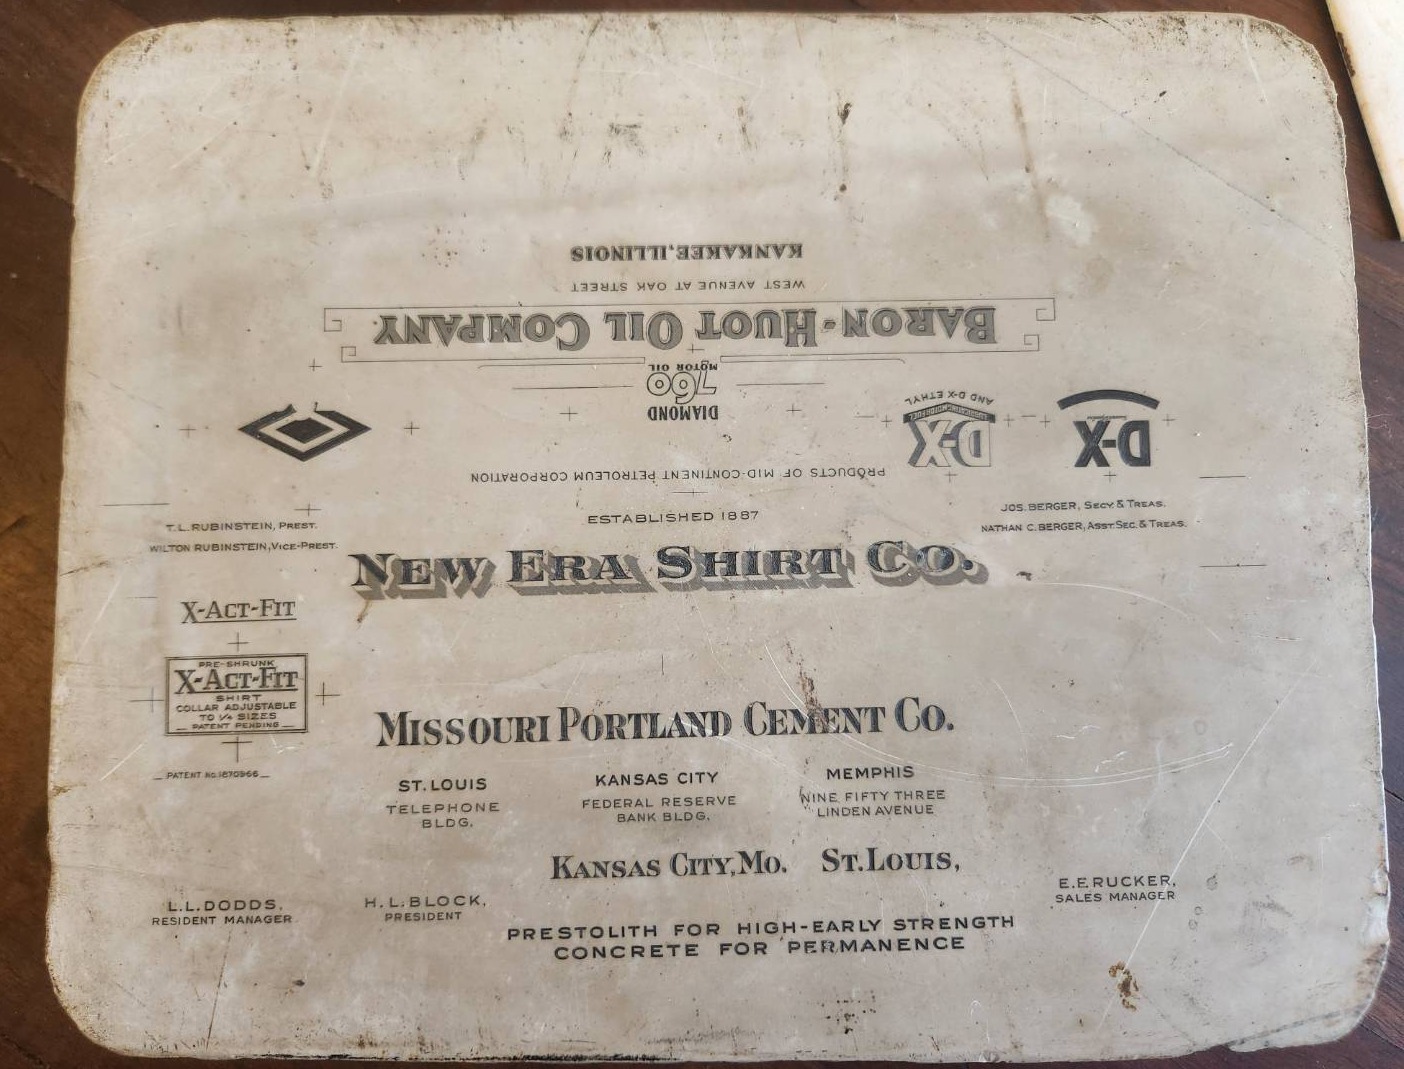 KANKAKEE, ILLINOIS
WEST AVENUE AT OAK STREET
BARON-HUOT OIL COMPANY
760
MOTOR OIL
DIAMOND
AND D-X ETHYL
LUBRICATING MOTOR FUEL
D-X
D-X
PRODUCTS OF MID-CONTINENT PETROLEUM CORPORATION
T.L. RUBINSTEIN, PREST.
WILTON RUBINSTEIN, VICE-PREST.
ESTABLISHED 1887
JOS. BERGER, SECY. & TREAS.
NATHAN C. BERGER, ASST. SEC. & TREAS.
NEW ERA SHIRT CO.
X-ACT-FIT
PRE-SHRUNK
X-ACT-FIT
SHIRT
COLLAR ADJUSTABLE
TO 1/4 SIZES
PATENT PENDING
PATENT No. 1870966
MISSOURI PORTLAND CEMENT CO.
ST. LOUIS
TELEPHONE
BLDG.
KANSAS CITY
FEDERAL RESERVE
BANK BLDG.
MEMPHIS
NINE FIFTY THREE
LINDEN AVENUE
KANSAS CITY, MO. ST. LOUIS,
L.L. DODDS,
RESIDENT MANAGER
H.L. BLOCK,
PRESIDENT
E.E. RUCKER,
SALES MANAGER
PRESTOLITH FOR HIGH-EARLY STRENGTH
CONCRETE FOR PERMANENCE